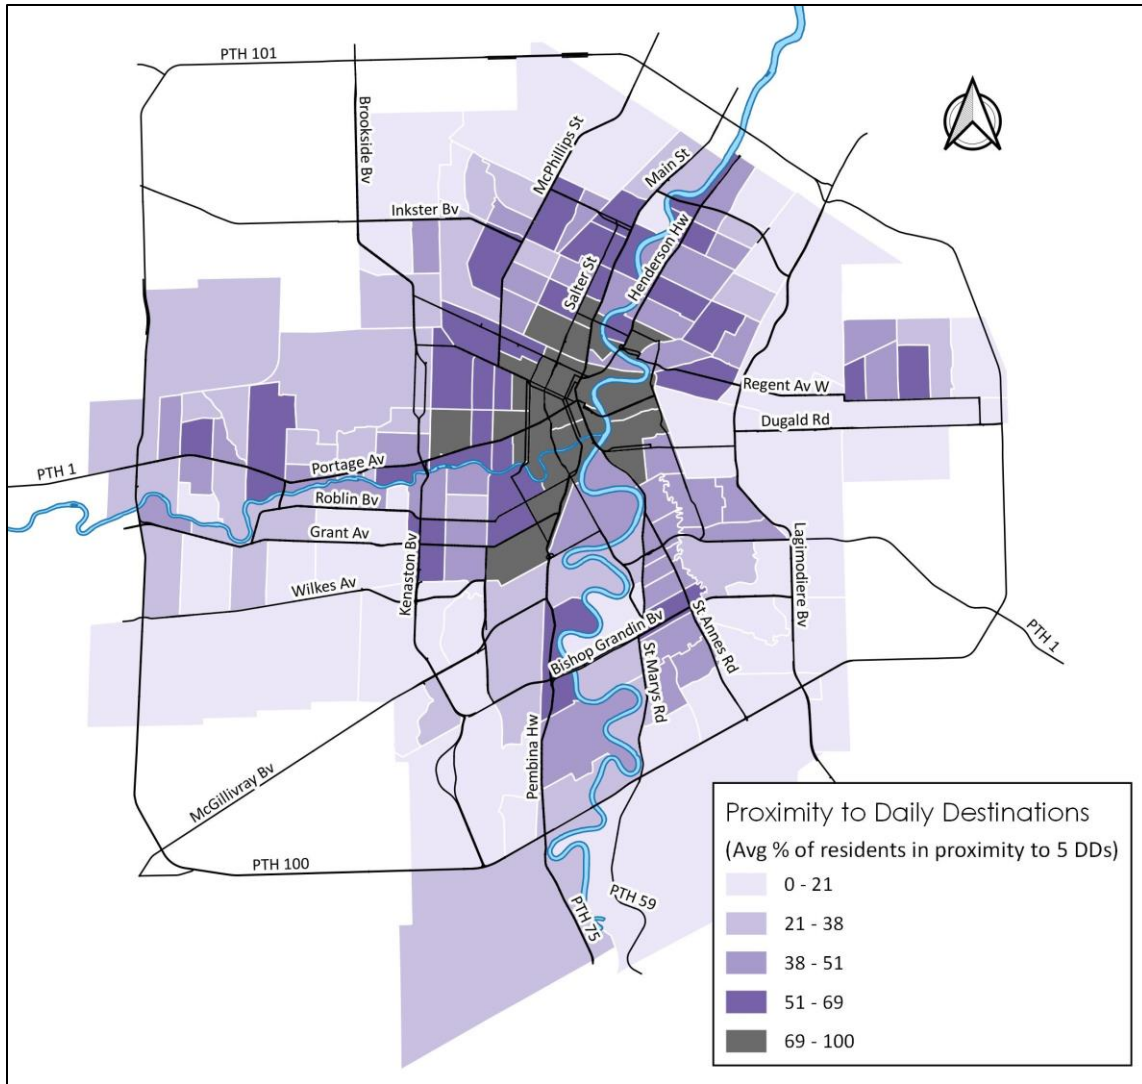 PTH 101
Brookside Bv
McPhillips St
Main St
Inkster Bv
Henderson Hw
Salter St
Regent Av W
Dugald Rd
PTH 1
Portage Av
Roblin Bv
Grant Av
Wilkes Av
Kenaston Bv
Lagimodiere Bv
PTH 1
Bishop Grandin Bv
St Annes Rd
St Marys Rd
Pembina Hw
McGillivray Bv
PTH 100
PTH 59
PTH 75
Proximity to Daily Destinations
(Avg % of residents in proximity to 5 DDs)
0 - 21
21 - 38
38 - 51
51 - 69
69 - 100